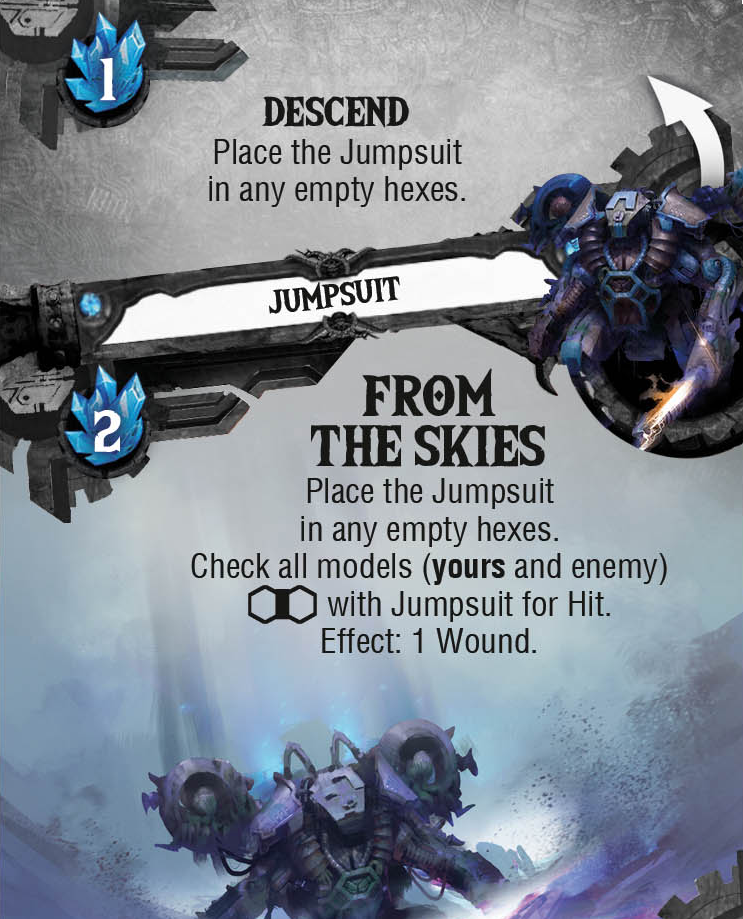 1
DESCEND
Place the Jumpsuit
in any empty hexes.
JUMPSUIT
2
FROM
THE SKIES
Place the Jumpsuit
in any empty hexes.
Check all models (yours and enemy)
with Jumpsuit for Hit.
Effect: 1 Wound.